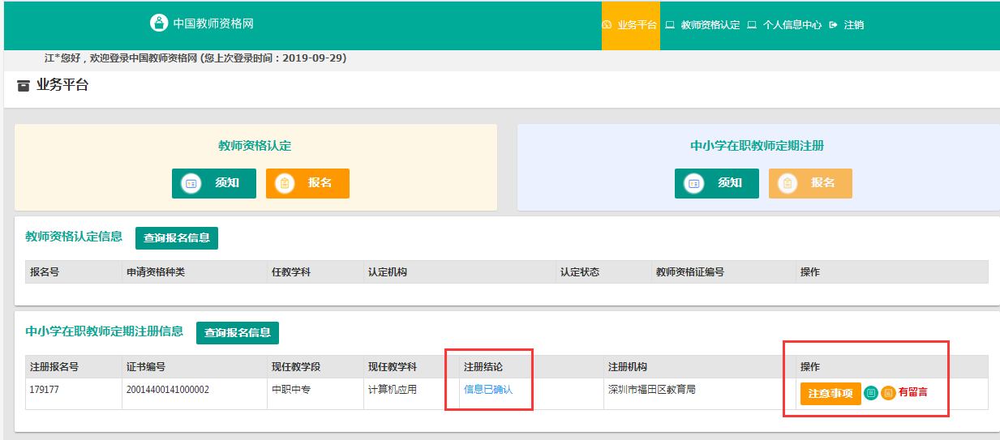 中国教师资格网
业务平台 教师资格认定 个人信息中心 注销
江*您好，欢迎登录中国教师资格网 (您上次登录时间：2019-09-29)
业务平台
教师资格认定
须知 报名
中小学在职教师定期注册
须知 报名
教师资格认定信息 查询报名信息
报名号 申请资格种类 任教学科 认定机构 认定状态 教师资格证编号 操作
中小学在职教师定期注册信息 查询报名信息
注册报名号 证书编号 现任教学段 现任教学科 注册结论 注册机构 操作
179177 20014400141000002 中职中专 计算机应用 信息已确认 深圳市福田区教育局 注意事项 有留言